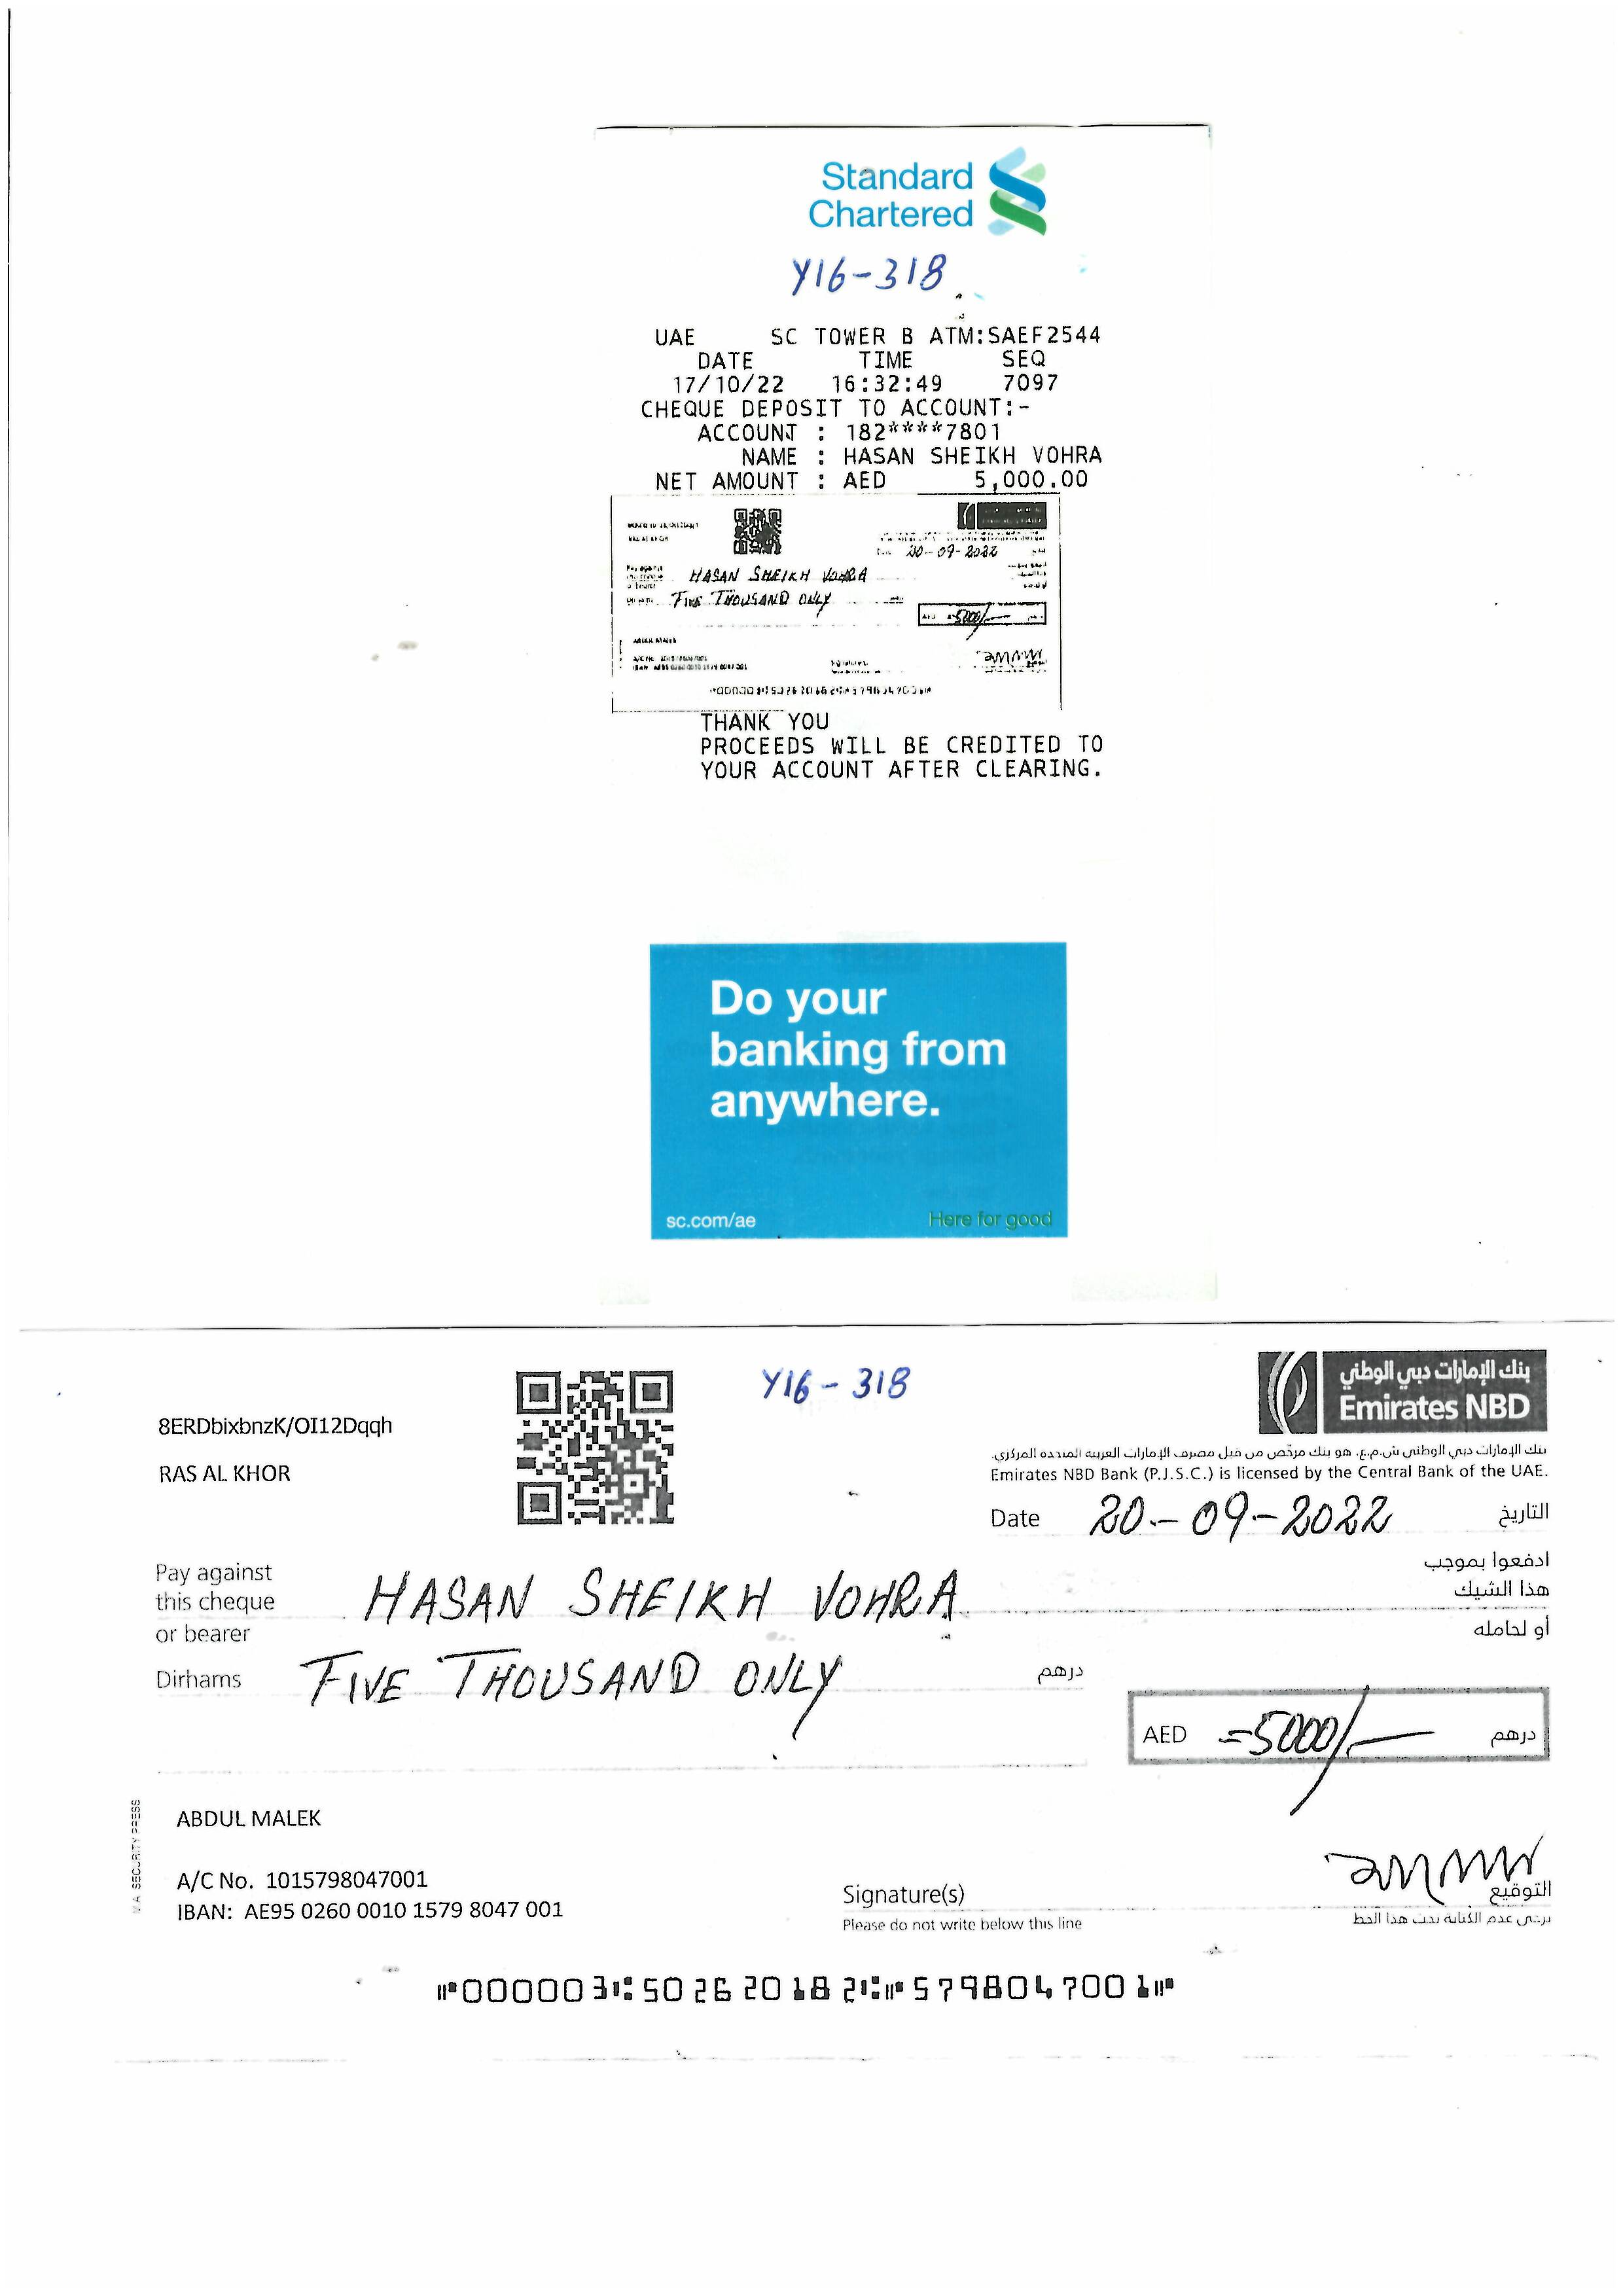 Standard
Chartered
Y16-318
UAE SC TOWER B ATM:SAEF2544
DATE TIME SEQ
17/10/22 16:32:49 7097
CHEQUE DEPOSIT TO ACCOUNT:-
ACCOUNT : 182****7801
NAME : HASAN SHEIKH VOHRA
NET AMOUNT : AED 5,000.00
20-09-2022
HASAN SHEIKH VOHRA
FIVE THOUSAND ONLY
AED =5000/-
THANK YOU
PROCEEDS WILL BE CREDITED TO
YOUR ACCOUNT AFTER CLEARING.
Do your
banking from
anywhere.
sc.com/ae Here for good
Y16-318
بنك الإمارات دبي الوطني
Emirates NBD
8ERDbixbnzK/OI12Dqqh
RAS AL KHOR
بنك الإمارات دبي الوطني ش.م.ع. هو بنك مرخّص من قبل مصرف الإمارات العربية المتحدة المركزي.
Emirates NBD Bank (P.J.S.C.) is licensed by the Central Bank of the UAE.
Date 20-09-2022 التاريخ
Pay against ادفعوا بموجب
this cheque HASAN SHEIKH VOHRA هذا الشيك
or bearer أو لحامله
Dirhams FIVE THOUSAND ONLY درهم
AED =5000/- درهم
ABDUL MALEK
A/C No. 1015798047001
IBAN: AE95 0260 0010 1579 8047 001
Signature(s) التوقيع
Please do not write below this line يرجى عدم الكتابة تحت هذا الخط
⑈000003⑆502620182⑆⑈5798047001⑈